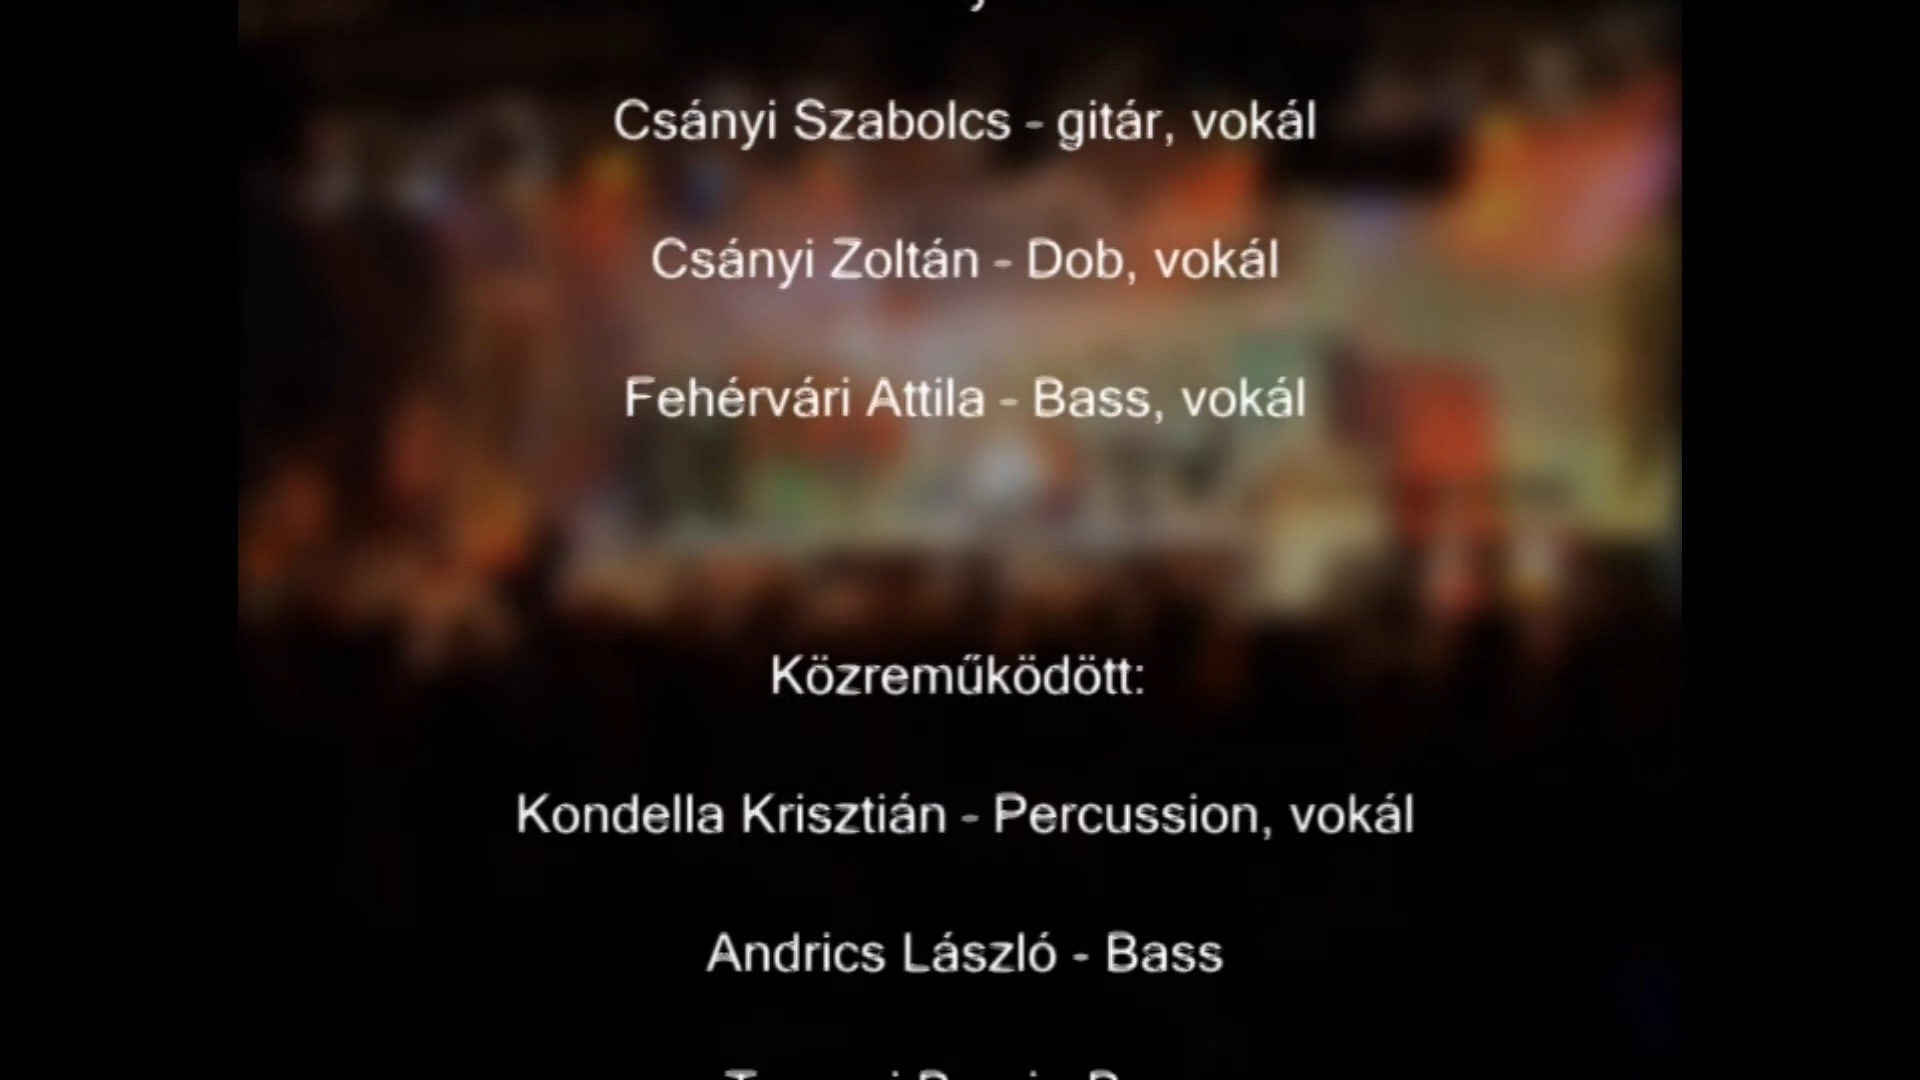 Csányi Szabolcs - gitár, vokál
Csányi Zoltán - Dob, vokál
Fehérvári Attila - Bass, vokál
Közreműködött:
Kondella Krisztián - Percussion, vokál
Andrics László - Bass